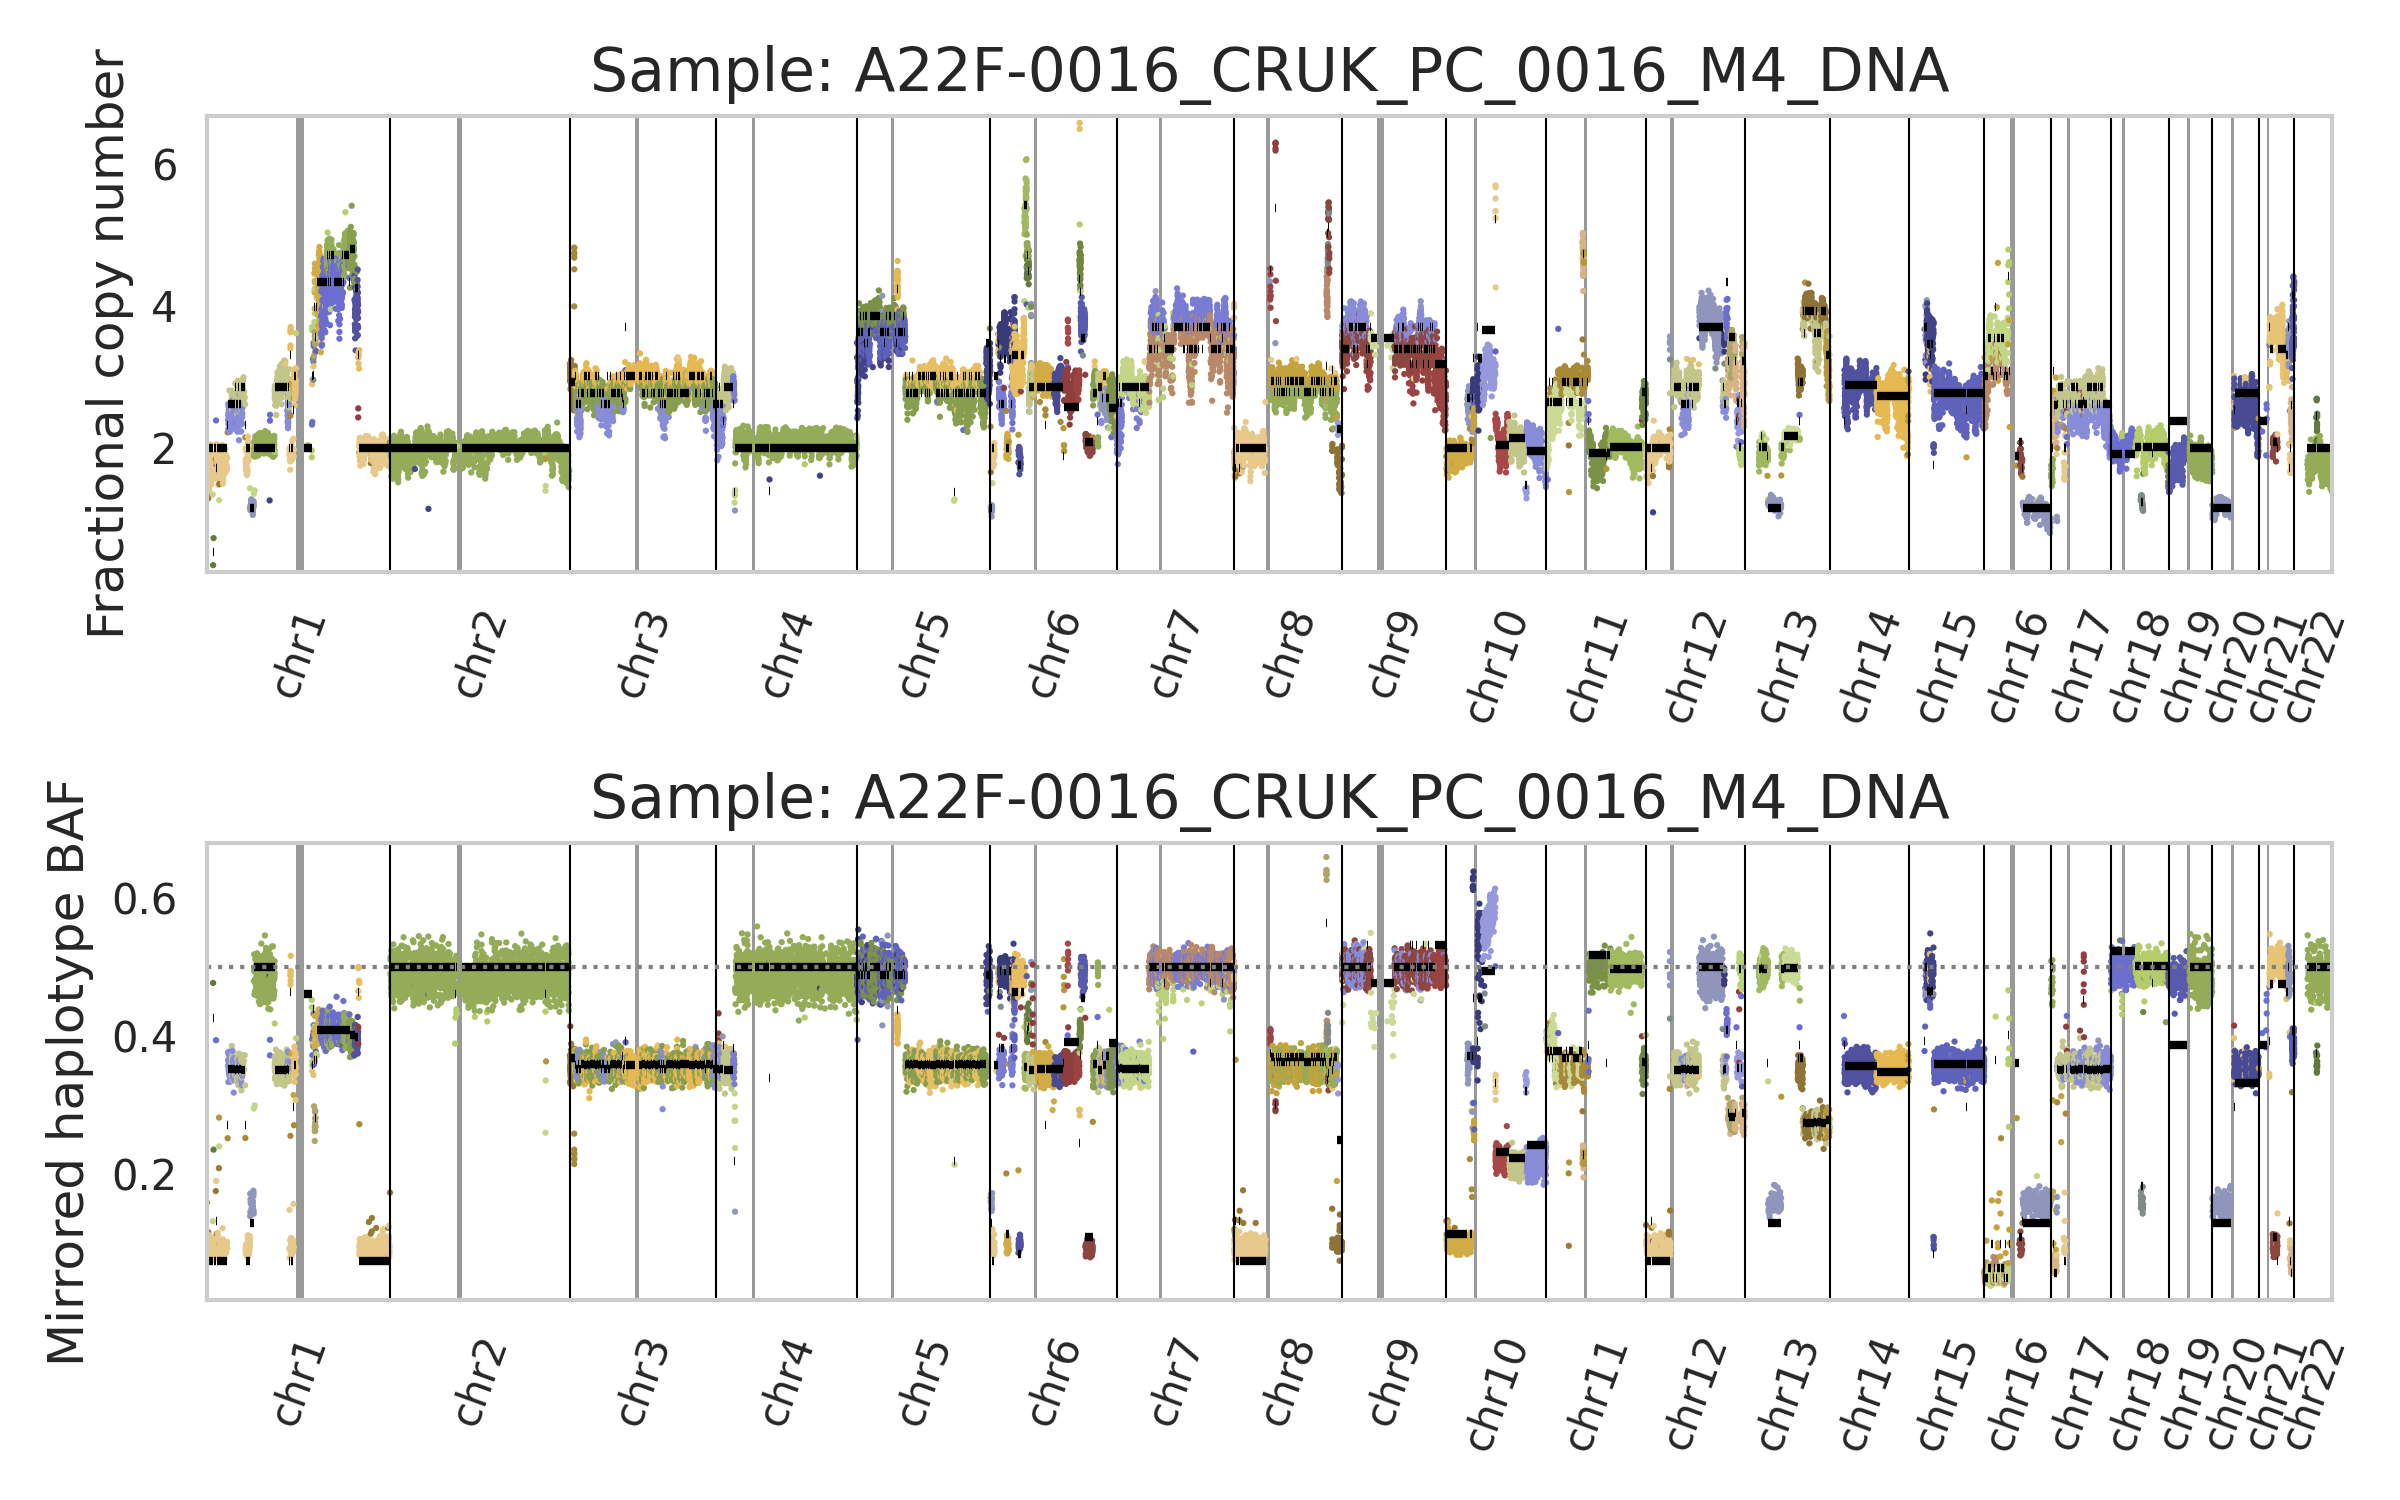 Sample: A22F-0016_CRUK_PC_0016_M4_DNA
Fractional copy number
6
4
2
chr1 chr2 chr3 chr4 chr5 chr6 chr7 chr8 chr9 chr10 chr11 chr12 chr13 chr14 chr15 chr16 chr17 chr18 chr19 chr20 chr21 chr22
Sample: A22F-0016_CRUK_PC_0016_M4_DNA
Mirrored haplotype BAF
0.6
0.4
0.2
chr1 chr2 chr3 chr4 chr5 chr6 chr7 chr8 chr9 chr10 chr11 chr12 chr13 chr14 chr15 chr16 chr17 chr18 chr19 chr20 chr21 chr22